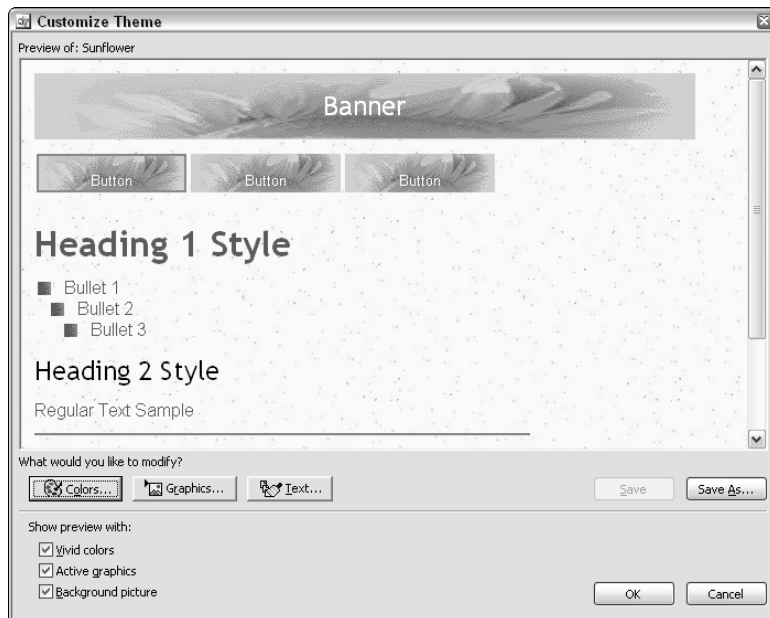 Customize Theme
Preview of: Sunflower
Banner
Button Button Button
Heading 1 Style
Bullet 1
Bullet 2
Bullet 3
Heading 2 Style
Regular Text Sample
What would you like to modify?
Colors... Graphics... Text... Save Save As...
Show preview with:
Vivid colors
Active graphics
Background picture
OK Cancel